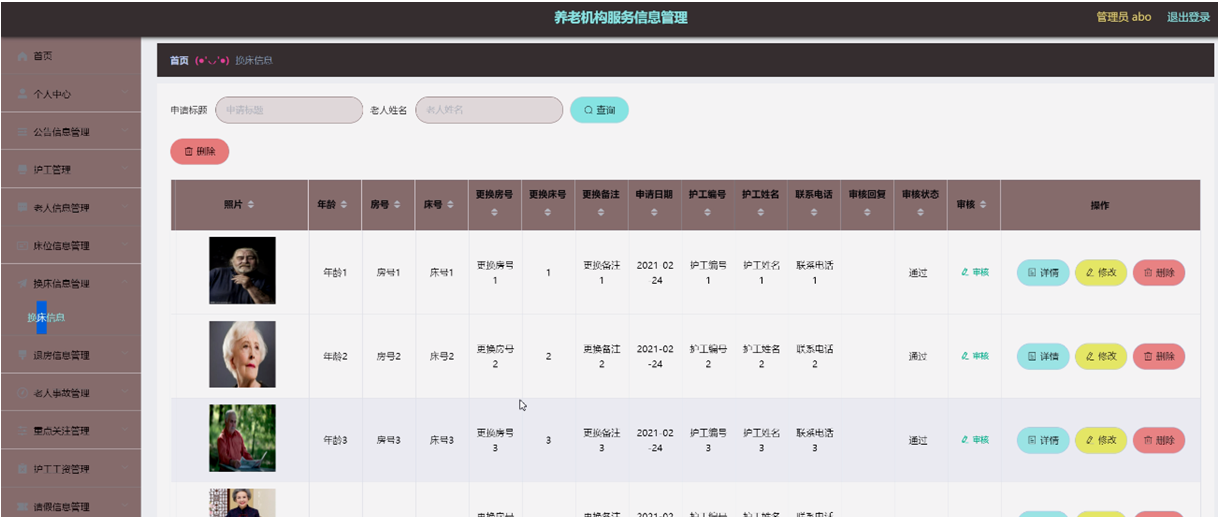 养老机构服务信息管理
管理员 abo
退出登录
首页
个人中心
公告信息管理
护工管理
老人信息管理
床位信息管理
换床信息管理
换床信息
退房信息管理
老人事故管理
重点关注管理
护工工资管理
请假信息管理
首页 (●'◡'●) 换床信息
申请标题 申请标题 老人姓名 老人姓名 查询
删除
照片 年龄 房号 床号 更换房号 更换床号 更换备注 申请日期 护工编号 护工姓名 联系电话 审核回复 审核状态 审核 操作
年龄1 房号1 床号1 更换房号 1 更换备注 2021-02 护工编号 护工姓名 联系电话 通过 审核 详情 修改 删除
1 1 -24 1 1 1
年龄2 房号2 床号2 更换房号 2 更换备注 2021-02 护工编号 护工姓名 联系电话 通过 审核 详情 修改 删除
2 2 -24 2 2 2
年龄3 房号3 床号3 更换房号 3 更换备注 2021-02 护工编号 护工姓名 联系电话 通过 审核 详情 修改 删除
3 3 -24 3 3 3